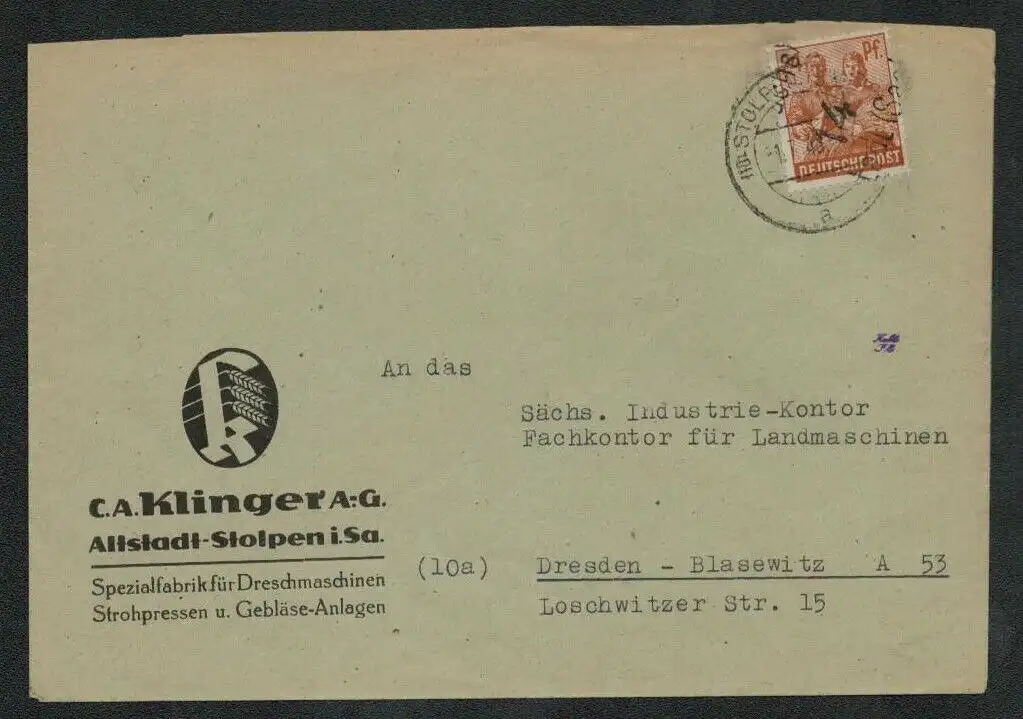 Pf.
DEUTSCHE POST
a
An das
Sächs. Industrie-Kontor
Fachkontor für Landmaschinen
C.A. Klinger A.-G.
Altstadt-Stolpen i. Sa.
Spezialfabrik für Dreschmaschinen
Strohpressen u. Gebläse-Anlagen
(10a) Dresden - Blasewitz A 53
Loschwitzer Str. 15